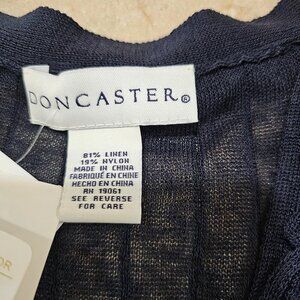 DONCASTER®
81% LINEN
19% NYLON
MADE IN CHINA
FABRIQUÉ EN CHINE
HECHO EN CHINA
RN 19061
SEE REVERSE
FOR CARE
OR